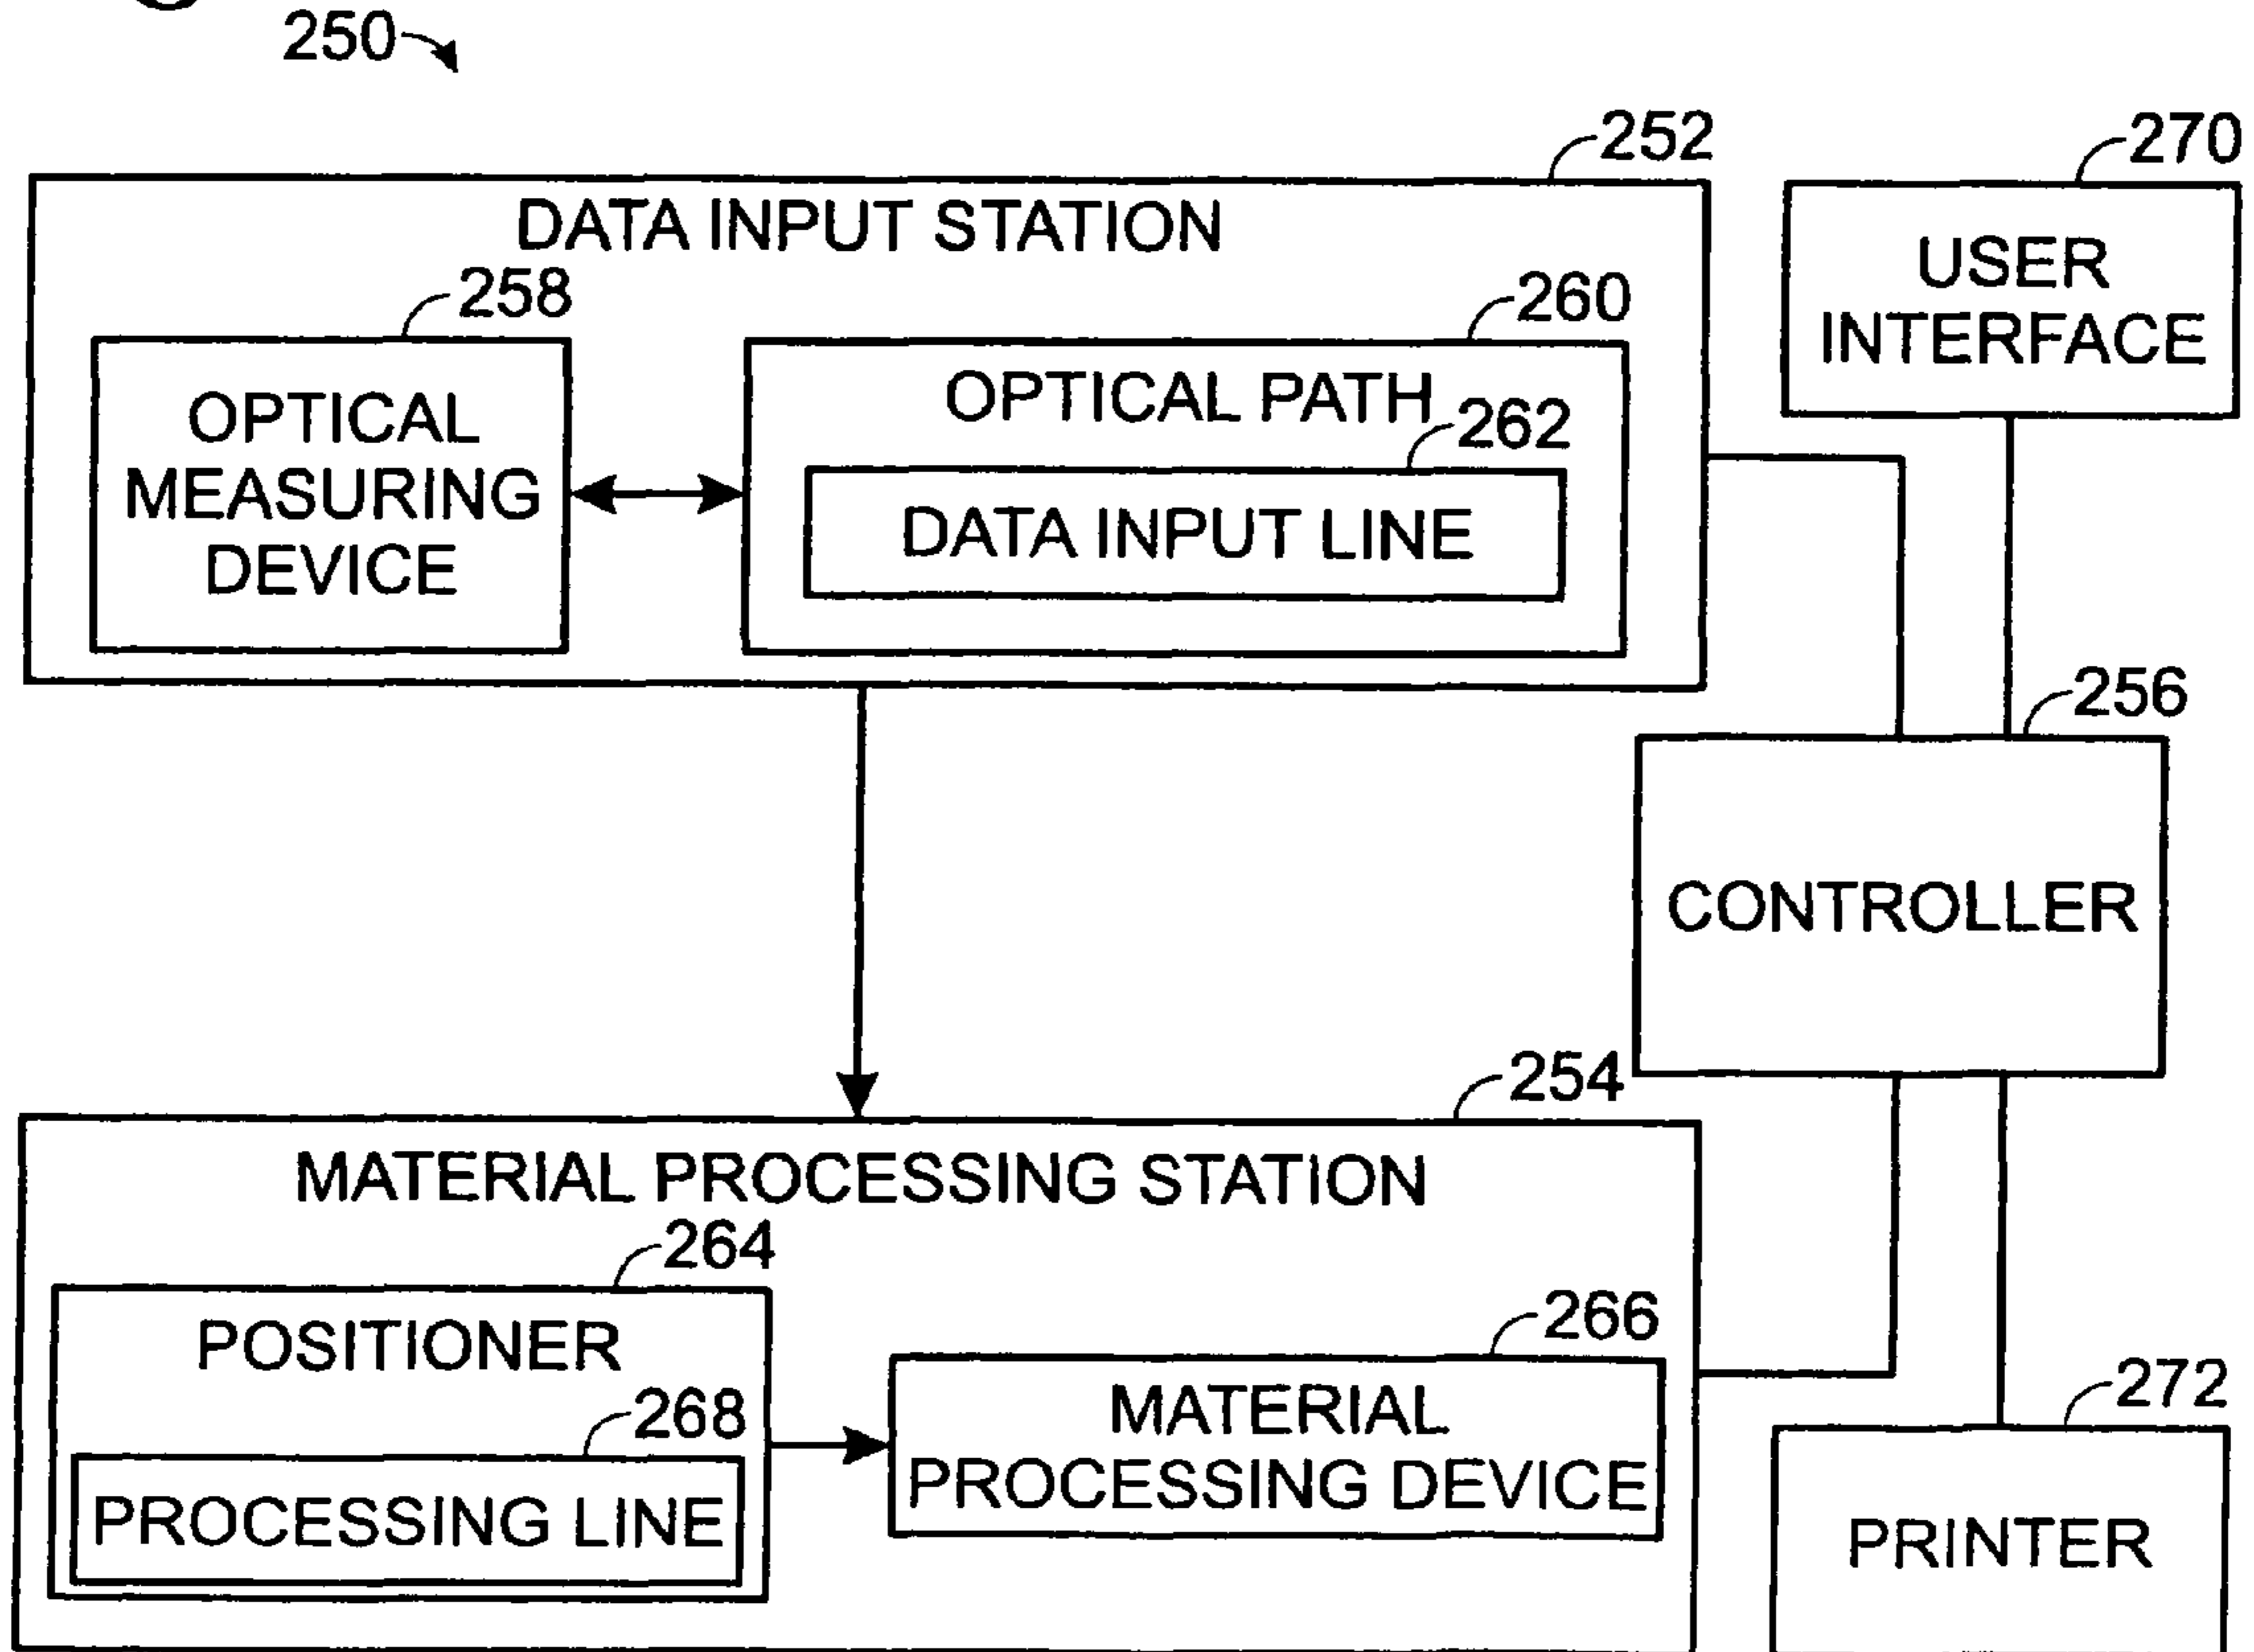 250
252
270
DATA INPUT STATION
258
260
USER
INTERFACE
OPTICAL
MEASURING
DEVICE
OPTICAL PATH
262
DATA INPUT LINE
256
CONTROLLER
254
MATERIAL PROCESSING STATION
264
POSITIONER
266
268
MATERIAL
PROCESSING DEVICE
PROCESSING LINE
272
PRINTER